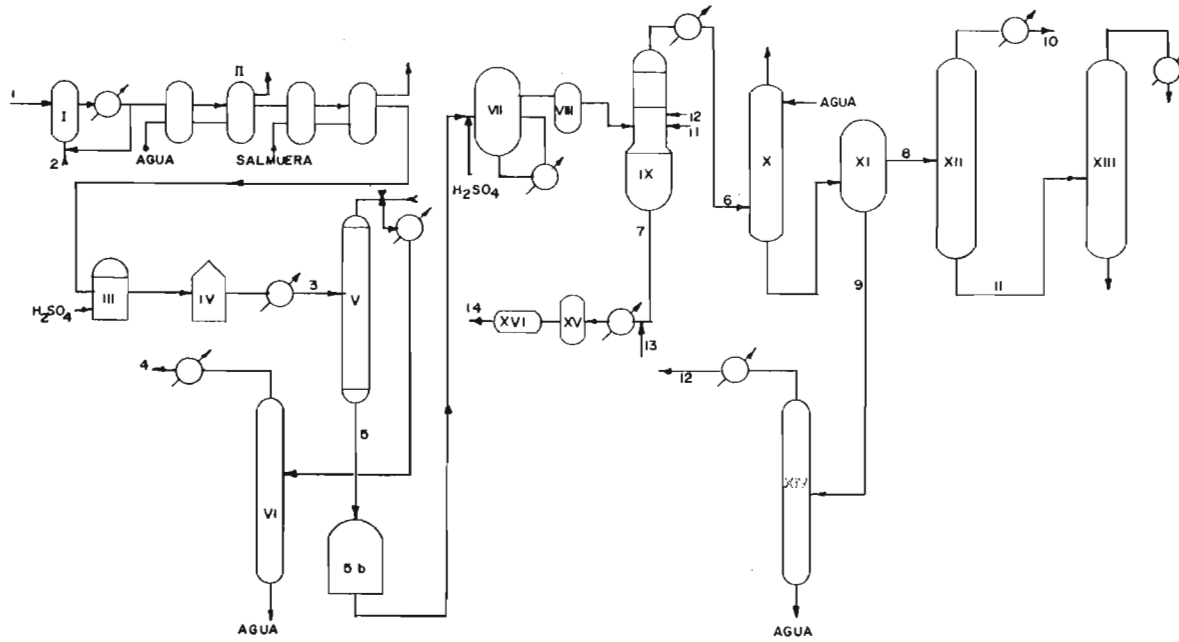 1
I
2
AGUA
II
SALMUERA
H2SO4
III
IV
3
V
4
VI
AGUA
5
5 b
H2SO4
VII
VIII
IX
12
11
7
6
AGUA
X
XI
8
9
10
XII
11
XIII
14
XVI
XV
13
12
XIV
AGUA